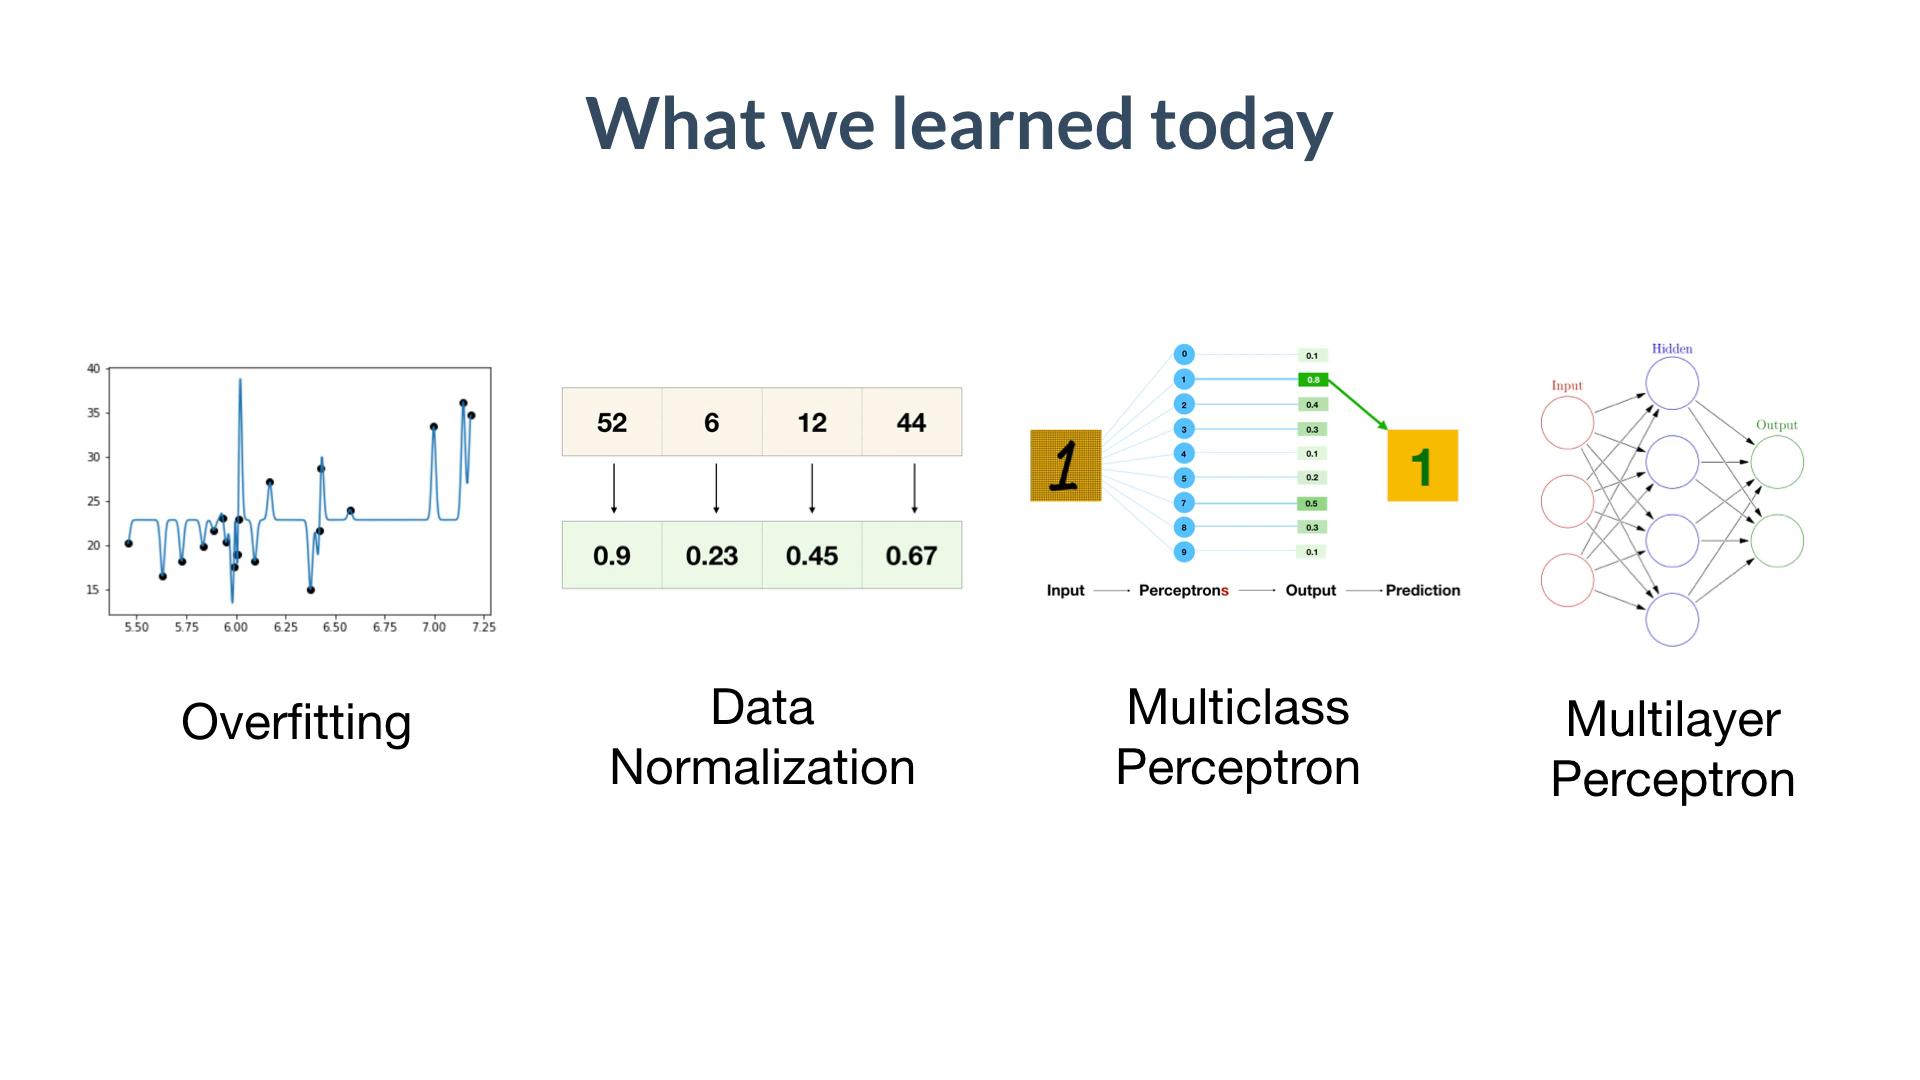 What we learned today
40
35
30
25
20
15
5.50 5.75 6.00 6.25 6.50 6.75 7.00 7.25
Overfitting
52 6 12 44
0.9 0.23 0.45 0.67
Data
Normalization
0 0.1
1 0.8
2 0.4
3 0.3
4 0.1
5 0.2
7 0.5
8 0.3
9 0.1
1 1
Input Perceptrons Output Prediction
Multiclass
Perceptron
Hidden
Input
Output
Multilayer
Perceptron